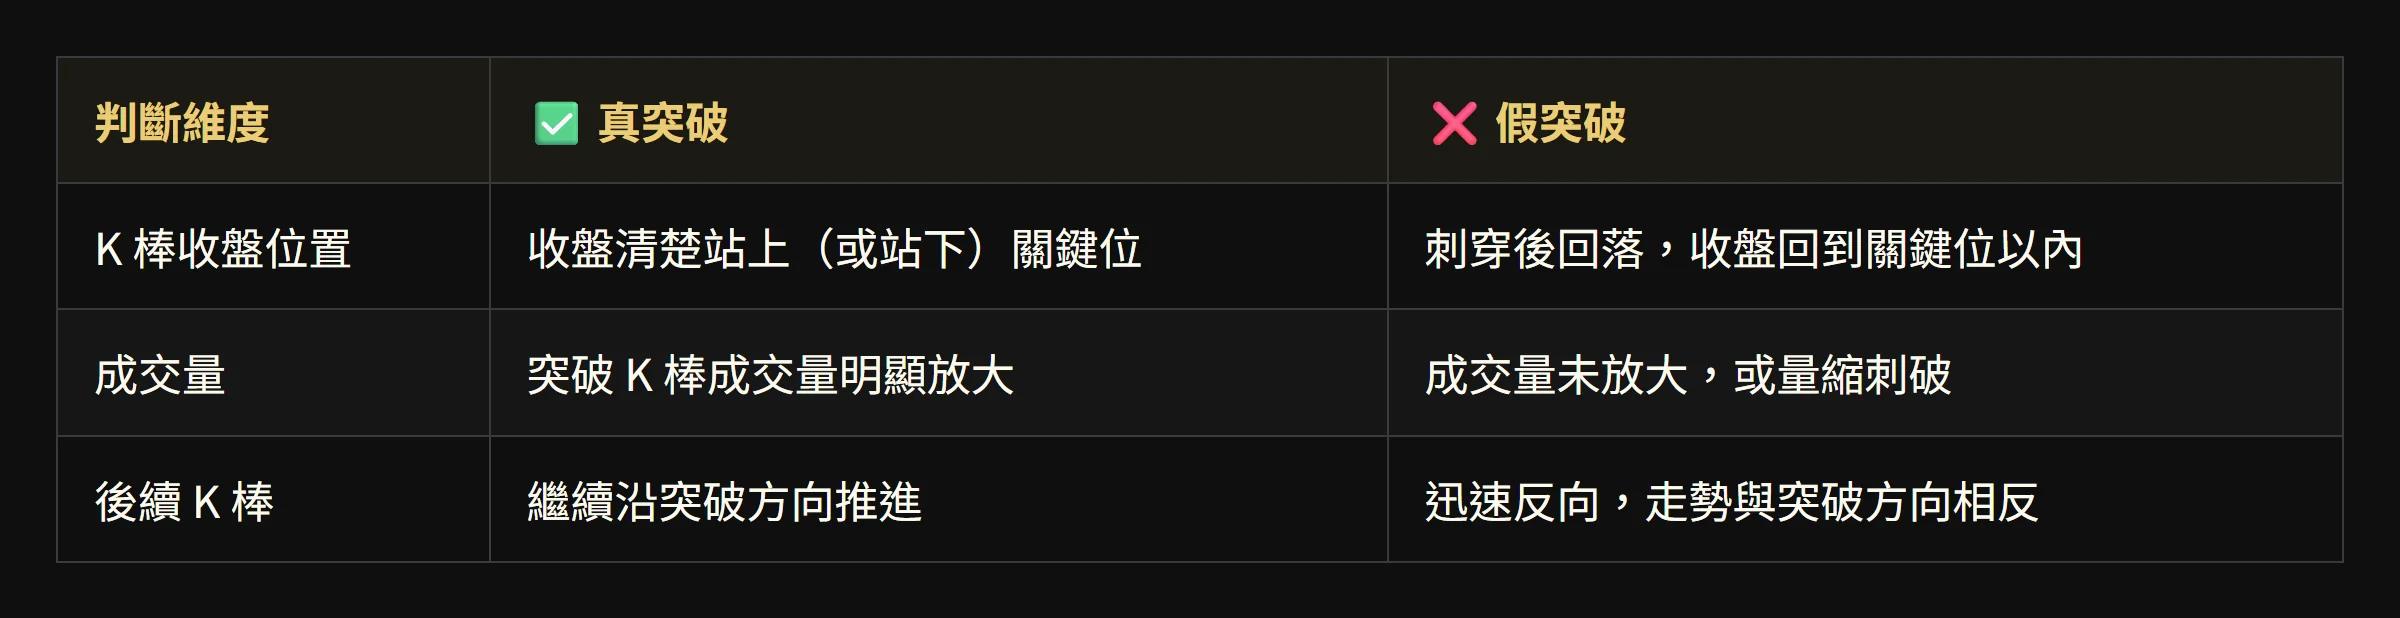 判斷維度
✅ 真突破
❌ 假突破
K 棒收盤位置
收盤清楚站上（或站下）關鍵位
刺穿後回落，收盤回到關鍵位以內
成交量
突破 K 棒成交量明顯放大
成交量未放大，或量縮刺破
後續 K 棒
繼續沿突破方向推進
迅速反向，走勢與突破方向相反